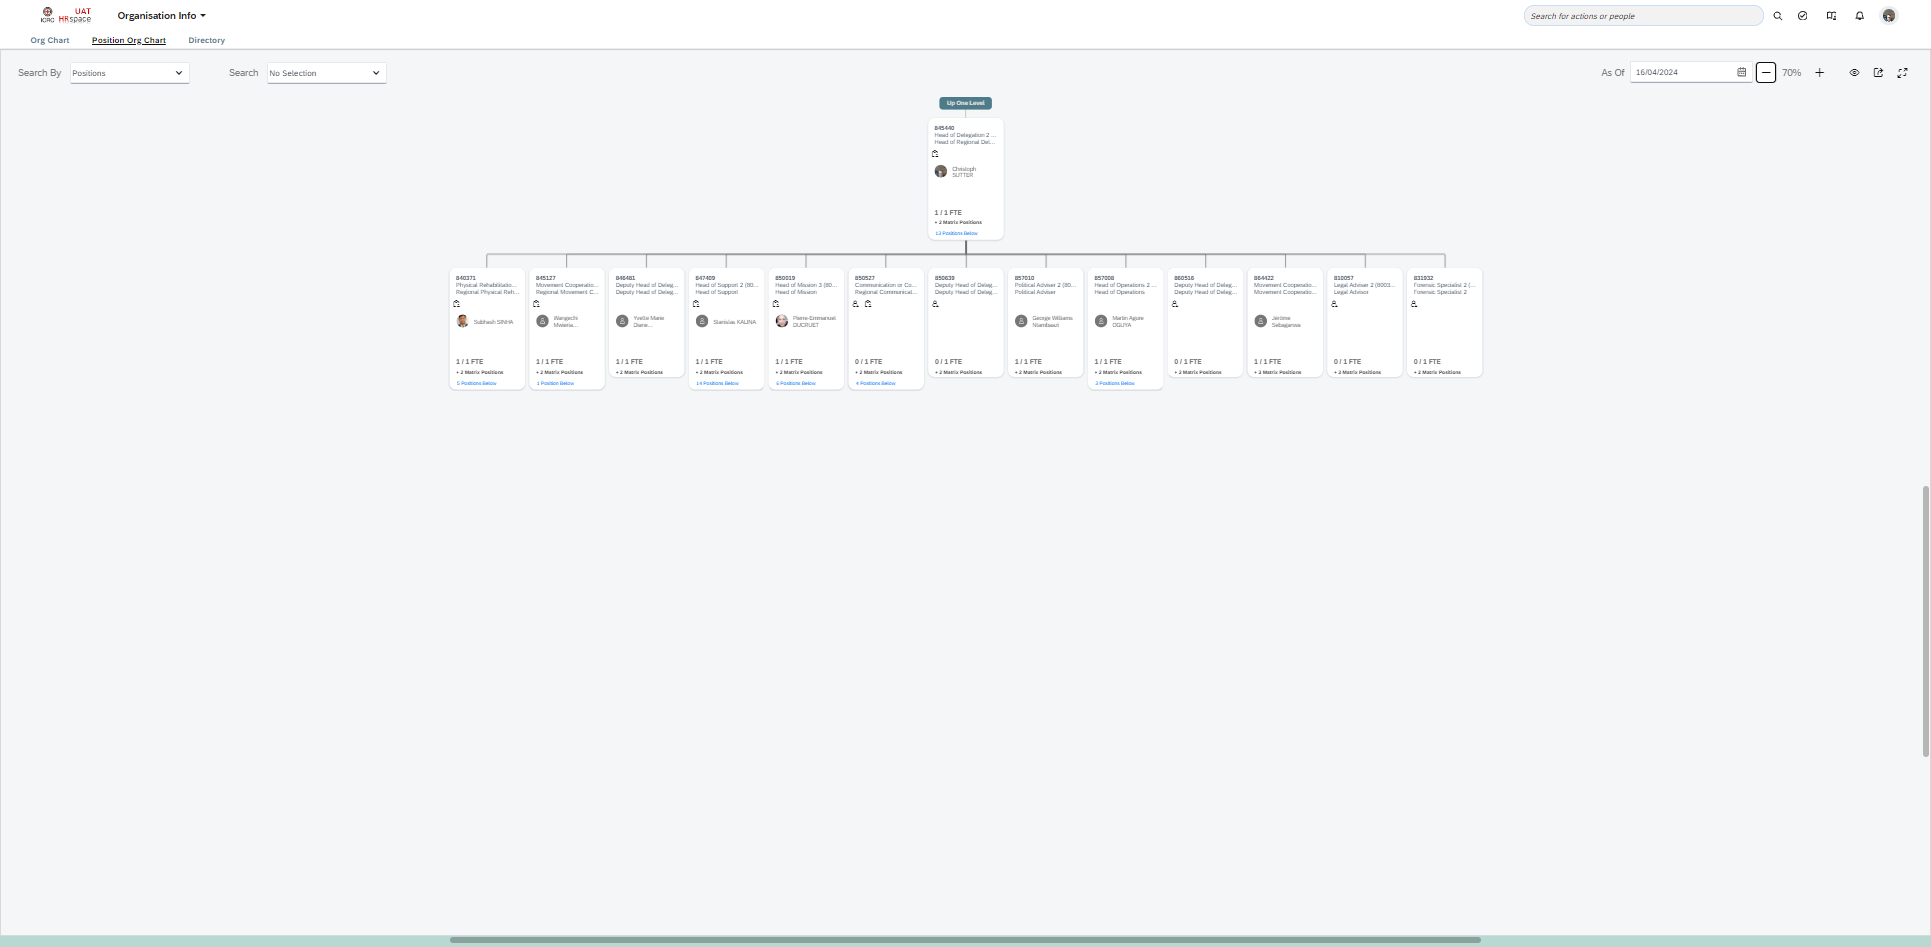 ICRC
UAT
HRspace
Organisation Info
Search for actions or people
Org Chart
Position Org Chart
Directory
Search By
Positions
Search
No Selection
As Of
16/04/2024
70%
Up One Level
845440
Head of Delegation 2 ...
Head of Regional Del...
Christoph
SUTTER
1 / 1 FTE
+ 2 Matrix Positions
13 Positions Below
840371
Physical Rehabilitatio...
Regional Physical Reh...
Subhash SINHA
1 / 1 FTE
+ 2 Matrix Positions
5 Positions Below
845127
Movement Cooperatio...
Regional Movement C...
Wangechi
1 / 1 FTE
+ 2 Matrix Positions
1 Position Below
846481
Deputy Head of Deleg...
Deputy Head of Deleg...
Yvette Marie
Diane...
1 / 1 FTE
+ 2 Matrix Positions
847409
Head of Support 2 (80...
Head of Support
Stanislas KALINA
1 / 1 FTE
+ 2 Matrix Positions
14 Positions Below
850019
Head of Mission 3 (80...
Head of Mission
Pierre-Emmanuel
DUCRUET
1 / 1 FTE
+ 2 Matrix Positions
6 Positions Below
850527
Communication or Co...
Regional Communicat...
0 / 1 FTE
+ 2 Matrix Positions
4 Positions Below
850639
Deputy Head of Deleg...
Deputy Head of Deleg...
0 / 1 FTE
+ 2 Matrix Positions
857010
Political Adviser 2 (80...
Political Adviser
George Williams
Ntambaazi
1 / 1 FTE
+ 2 Matrix Positions
857008
Head of Operations 2 ...
Head of Operations
Martin Agore
OGUYA
1 / 1 FTE
+ 2 Matrix Positions
2 Positions Below
860516
Deputy Head of Deleg...
Deputy Head of Deleg...
0 / 1 FTE
+ 2 Matrix Positions
864422
Movement Cooperatio...
Movement Cooperatio...
Jérôme
Sebaganwa
1 / 1 FTE
+ 2 Matrix Positions
810057
Legal Adviser 2 (8003...
Legal Advisor
0 / 1 FTE
+ 3 Matrix Positions
831932
Forensic Specialist 2 (...
Forensic Specialist 2
0 / 1 FTE
+ 2 Matrix Positions